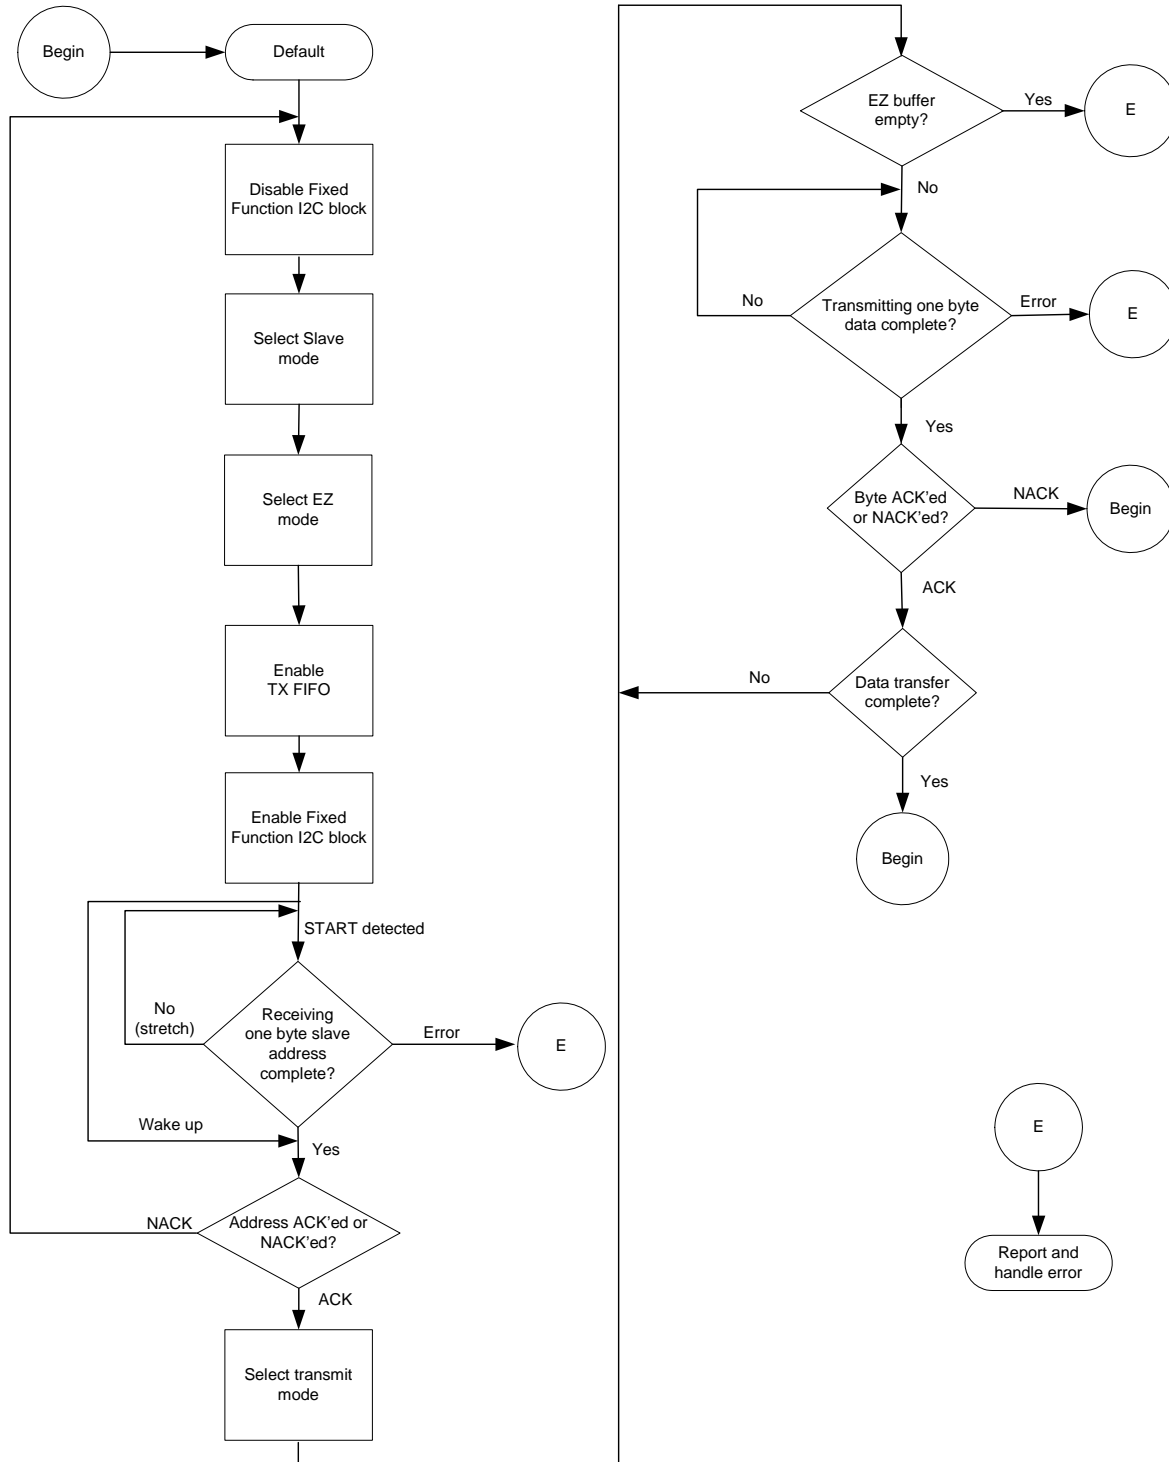 Begin
Default
Disable Fixed
Function I2C block
Select Slave
mode
Select EZ
mode
Enable
TX FIFO
Enable Fixed
Function I2C block
START detected
No
(stretch)
Receiving
one byte slave
address
complete?
Error
E
Wake up
Yes
NACK
Address ACK'ed or
NACK'ed?
ACK
Select transmit
mode
EZ buffer
empty?
Yes
E
No
No
Transmitting one byte
data complete?
Error
E
Yes
Byte ACK'ed
or NACK'ed?
NACK
Begin
ACK
No
Data transfer
complete?
Yes
Begin
E
Report and
handle error